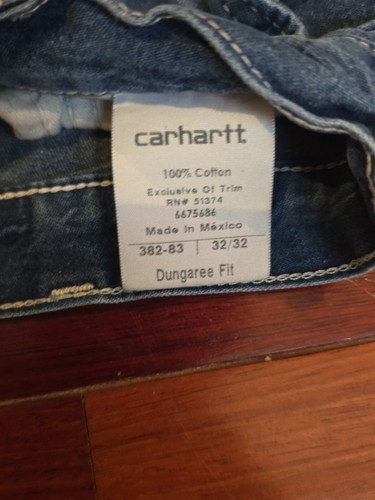 carhartt
100% Cotton
Exclusive Of Trim
RN# 51374
6675686
Made in México
382-83 | 32/32
Dungaree Fit